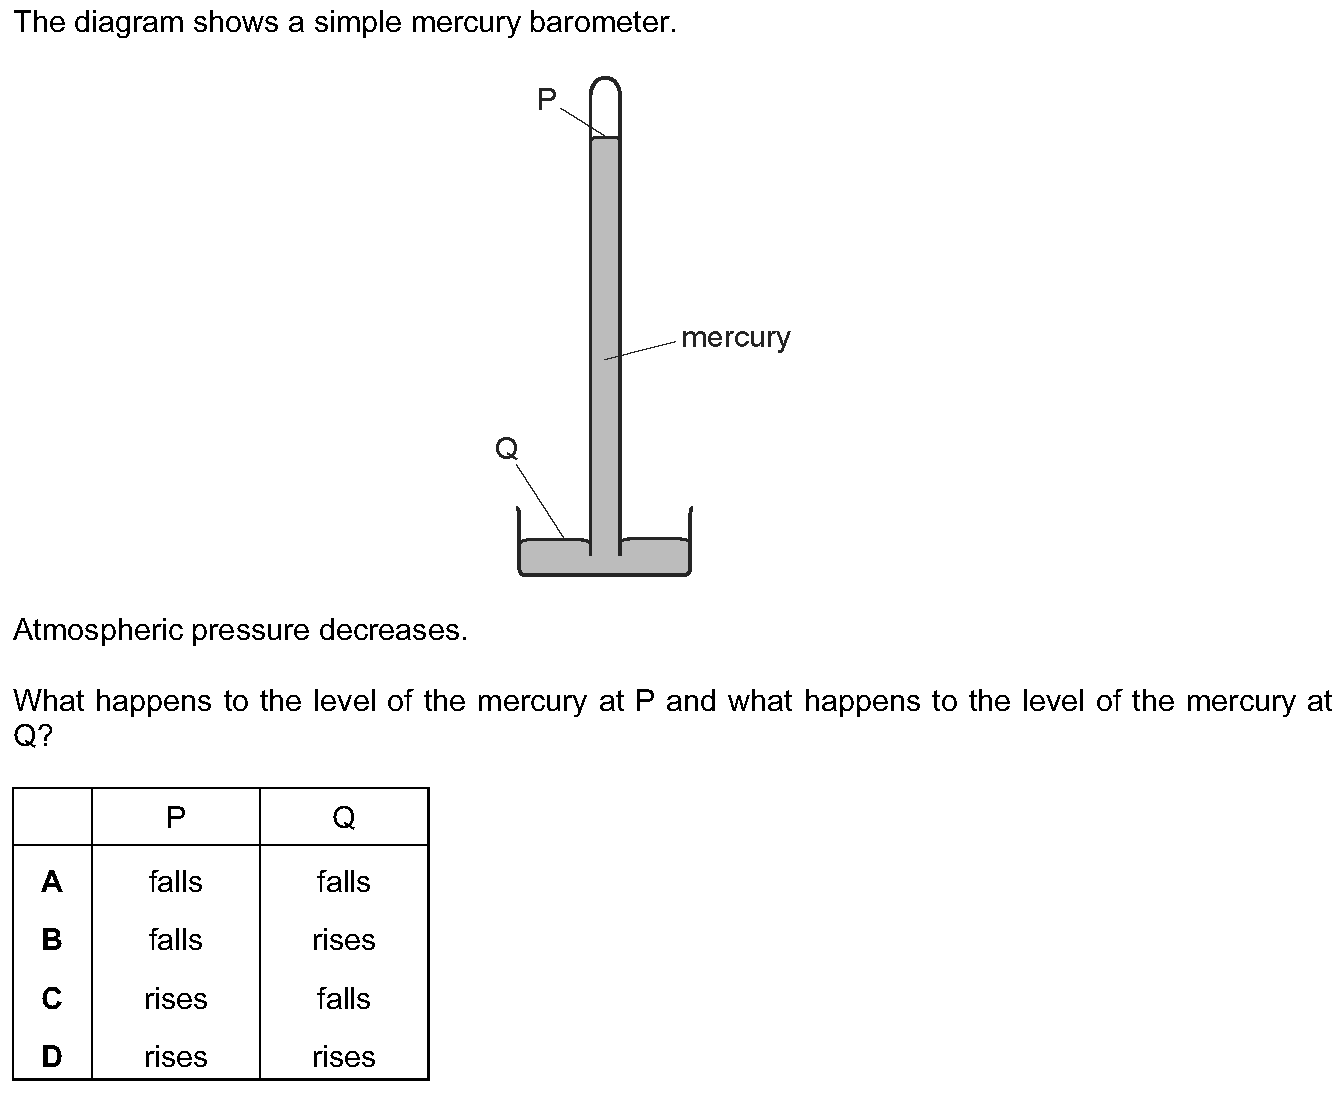 The diagram shows a simple mercury barometer.
P
mercury
Q
Atmospheric pressure decreases.
What happens to the level of the mercury at P and what happens to the level of the mercury at
Q?
P Q
A falls falls
B falls rises
C rises falls
D rises rises